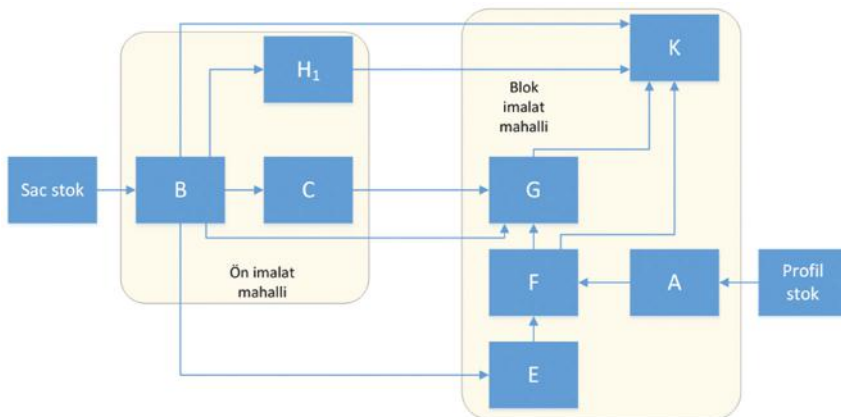 K
H₁
Blok
imalat
mahalli
Sac stok
B
C
G
Ön imalat
mahalli
F
A
Profil
stok
E